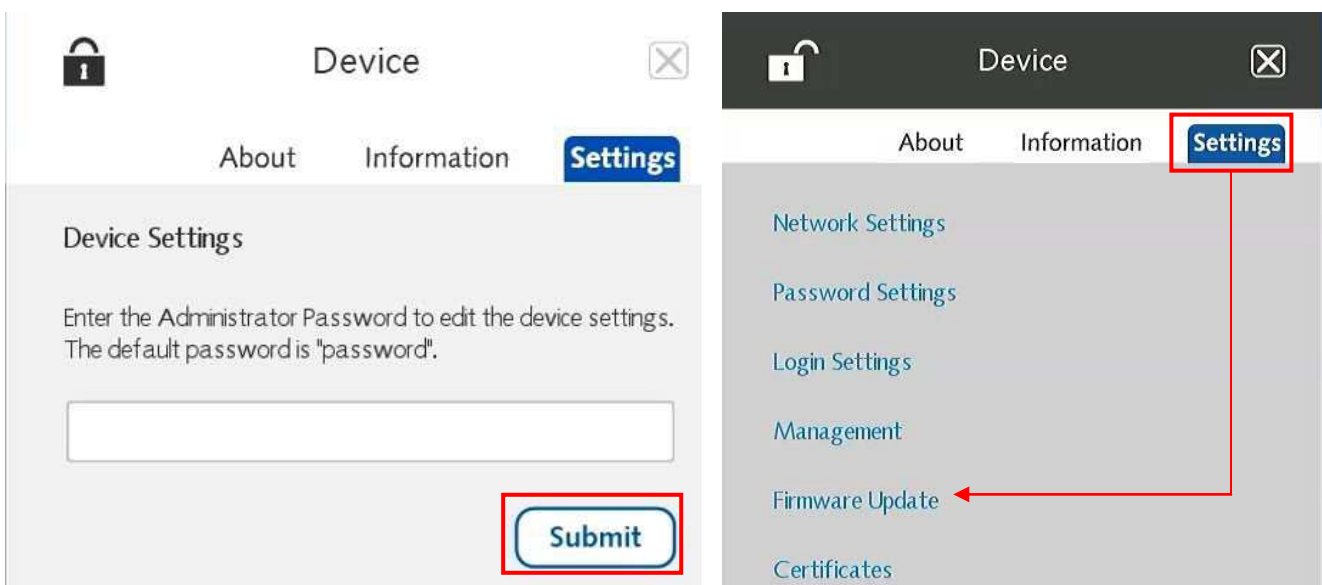 Device
About Information Settings
Device Settings
Enter the Administrator Password to edit the device settings.
The default password is "password".
Submit
Device
About Information Settings
Network Settings
Password Settings
Login Settings
Management
Firmware Update
Certificates